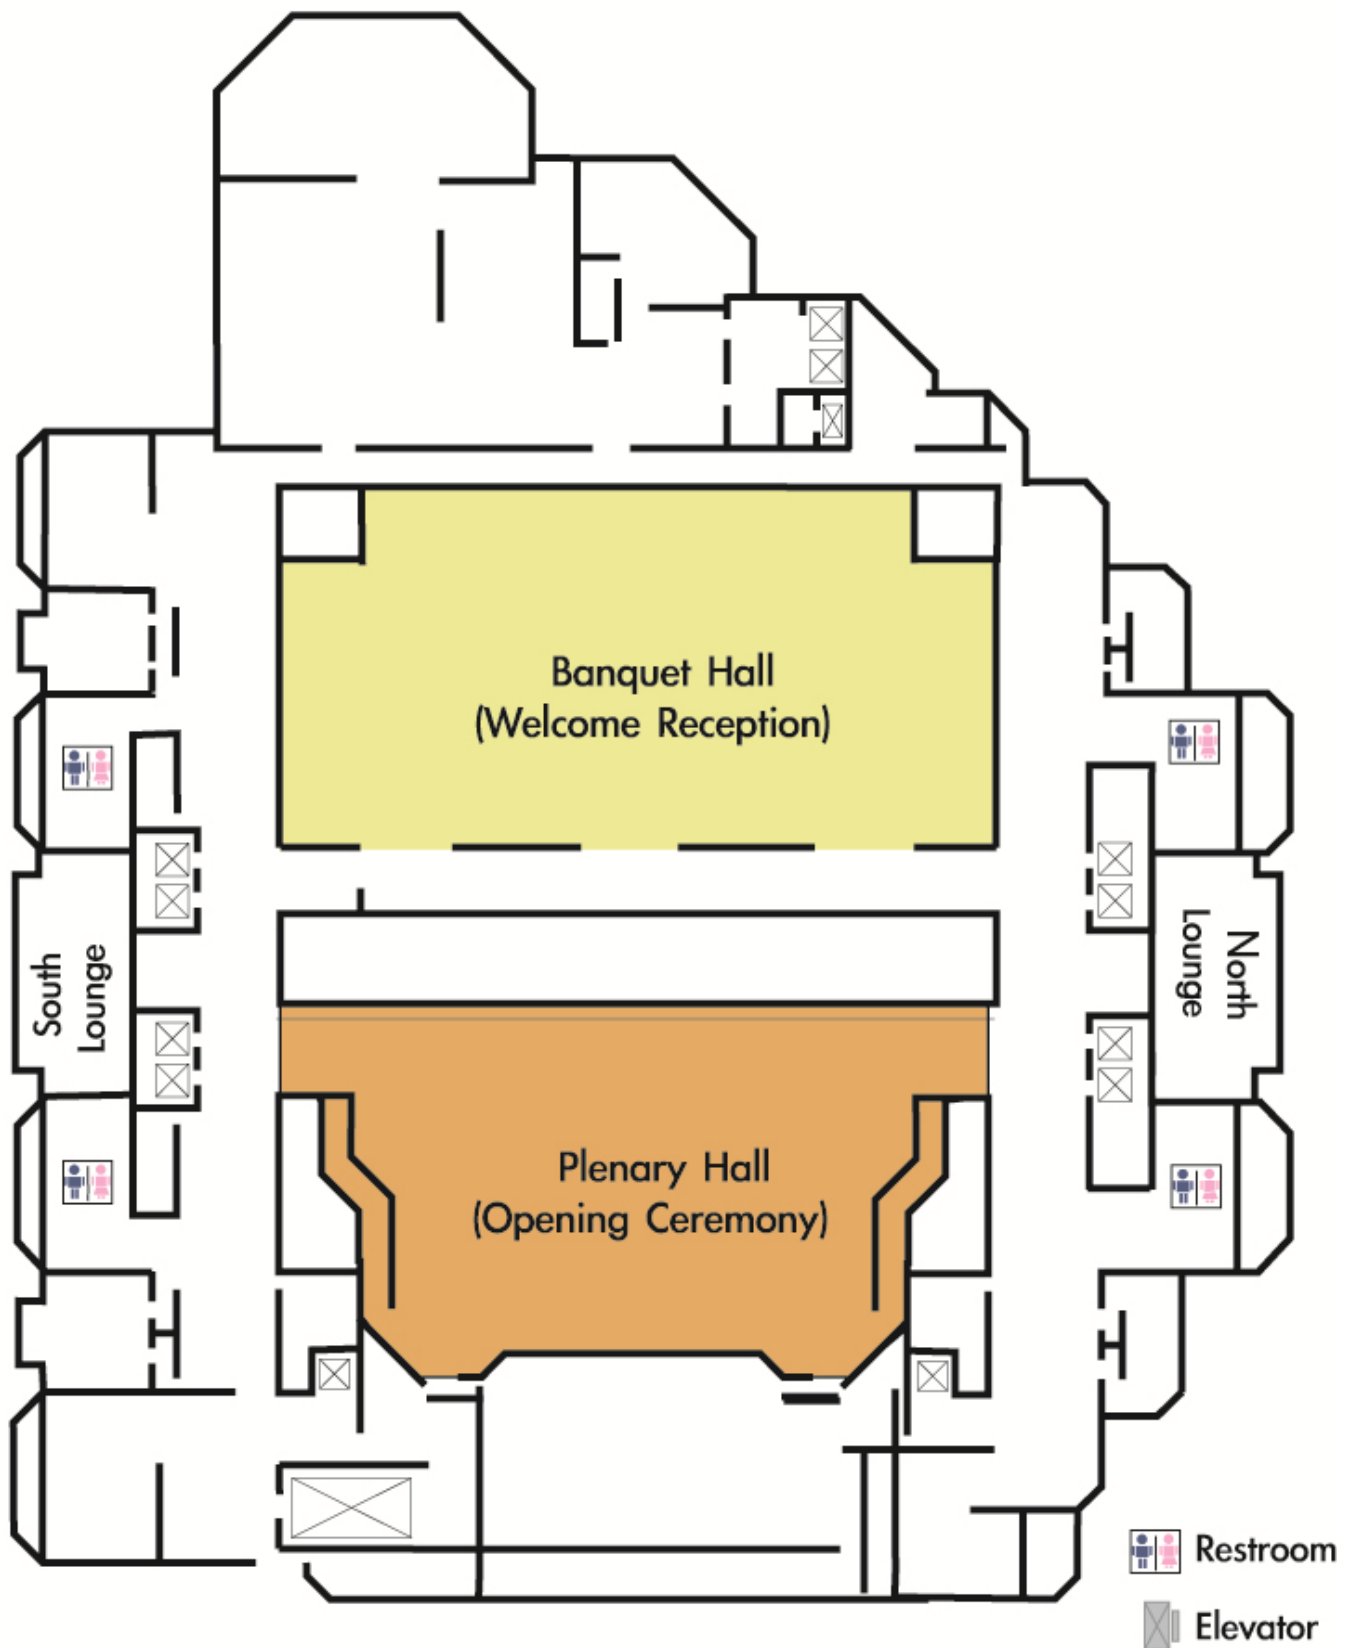 Banquet Hall
(Welcome Reception)
South
Lounge
North
Lounge
Plenary Hall
(Opening Ceremony)
Restroom
Elevator